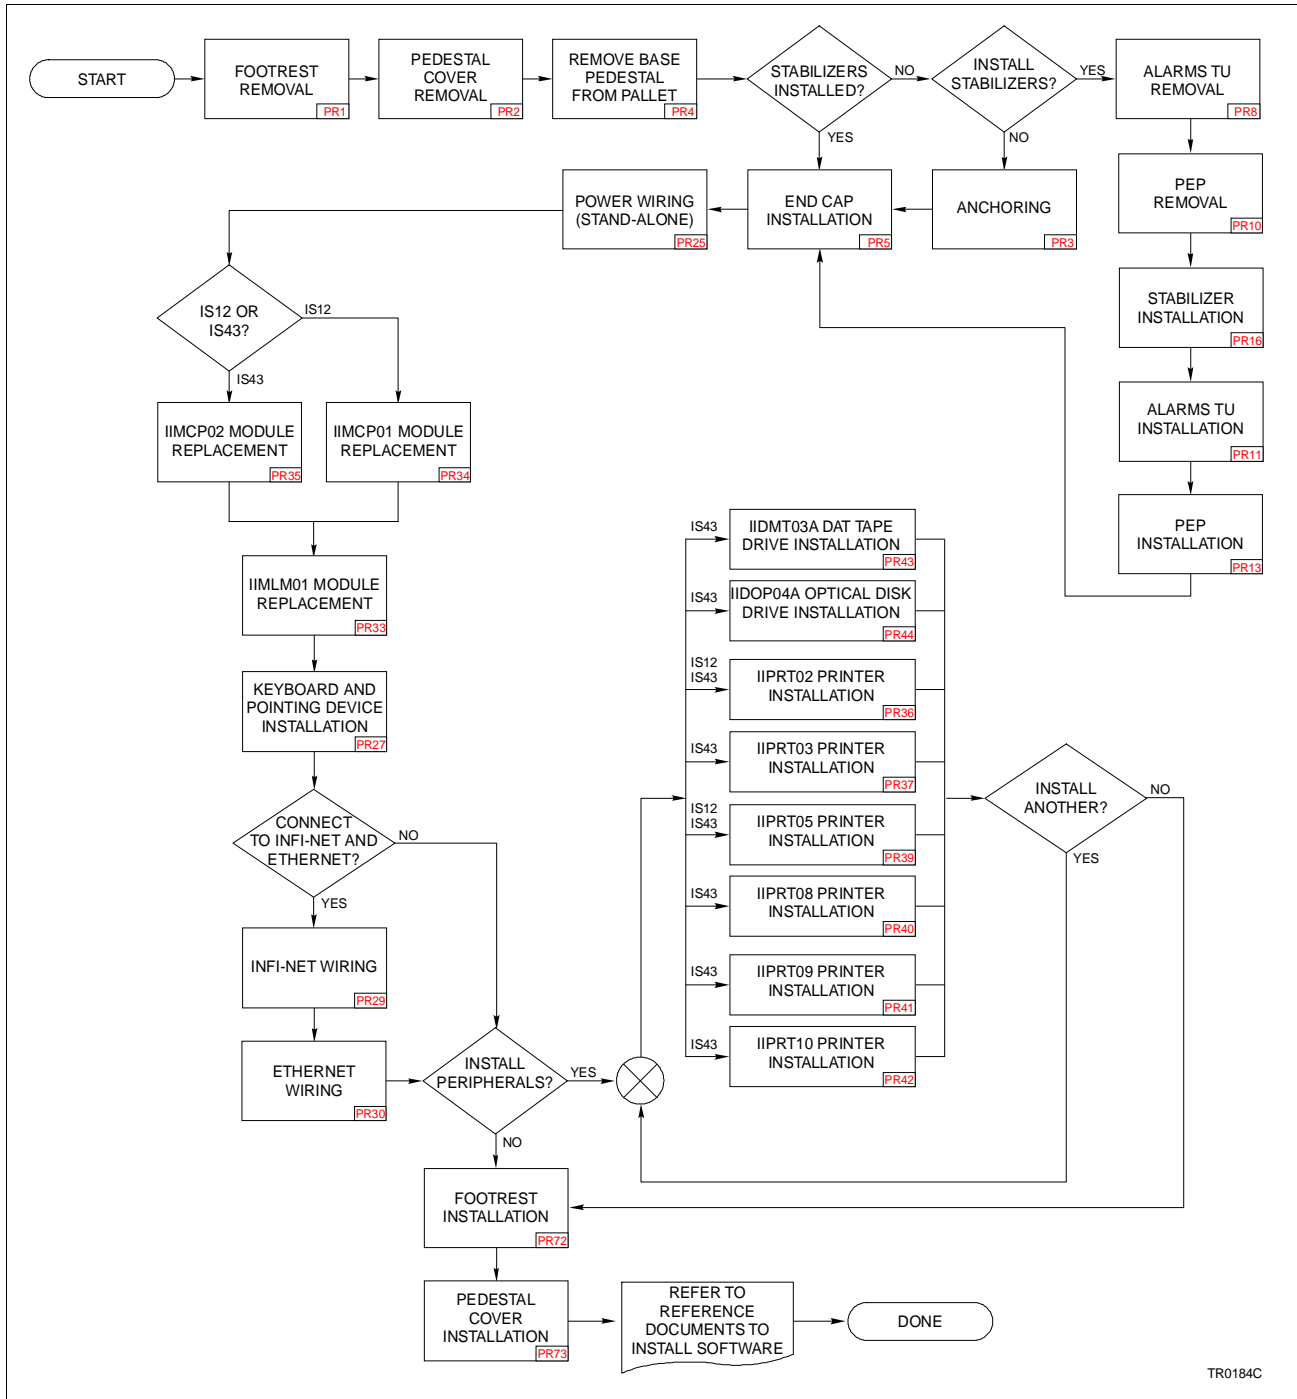 START
FOOTREST
REMOVAL
PR1
PEDESTAL
COVER
REMOVAL
PR2
REMOVE BASE
PEDESTAL
FROM PALLET
PR4
STABILIZERS
INSTALLED?
NO
YES
INSTALL
STABILIZERS?
YES
NO
ALARMS TU
REMOVAL
PR8
POWER WIRING
(STAND-ALONE)
PR25
END CAP
INSTALLATION
PR5
ANCHORING
PR3
PEP
REMOVAL
PR10
STABILIZER
INSTALLATION
PR16
ALARMS TU
INSTALLATION
PR11
PEP
INSTALLATION
PR13
IS12 OR
IS43?
IS12
IS43
IIMCP02 MODULE
REPLACEMENT
PR35
IIMCP01 MODULE
REPLACEMENT
PR34
IIMLM01 MODULE
REPLACEMENT
PR33
KEYBOARD AND
POINTING DEVICE
INSTALLATION
PR27
CONNECT
TO INFI-NET AND
ETHERNET?
NO
YES
INFI-NET WIRING
PR29
ETHERNET
WIRING
PR30
INSTALL
PERIPHERALS?
YES
NO
IS43
IIDMT03A DAT TAPE
DRIVE INSTALLATION
PR43
IS43
IIDOP04A OPTICAL DISK
DRIVE INSTALLATION
PR44
IS12
IS43
IIPRT02 PRINTER
INSTALLATION
PR36
IS43
IIPRT03 PRINTER
INSTALLATION
PR37
IS12
IS43
IIPRT05 PRINTER
INSTALLATION
PR39
IS43
IIPRT08 PRINTER
INSTALLATION
PR40
IS43
IIPRT09 PRINTER
INSTALLATION
PR41
IS43
IIPRT10 PRINTER
INSTALLATION
PR42
INSTALL
ANOTHER?
NO
YES
FOOTREST
INSTALLATION
PR72
PEDESTAL
COVER
INSTALLATION
PR73
REFER TO
REFERENCE
DOCUMENTS TO
INSTALL SOFTWARE
DONE
TR0184C